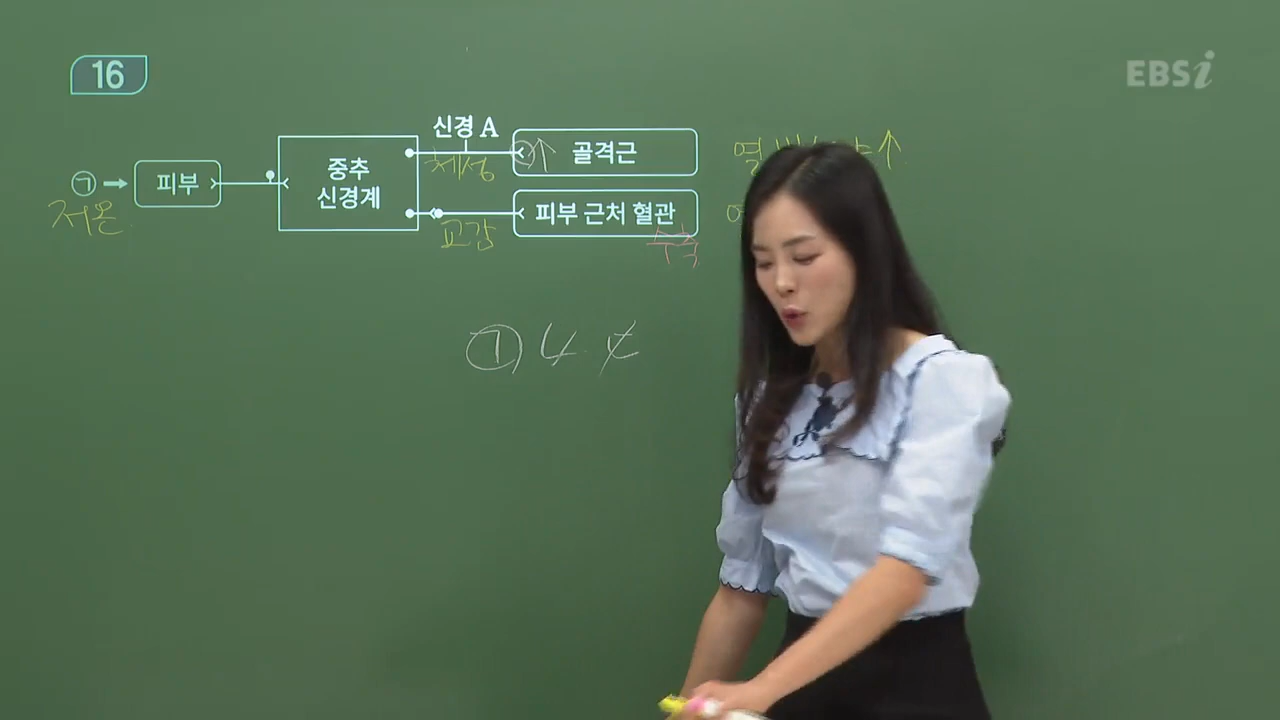 16
EBSi
신경 A
㉠ → 피부
중추
신경계
골격근
피부 근처 혈관
저온
체성
교감
수축
↑
㉠ ㄴ. ㄷ